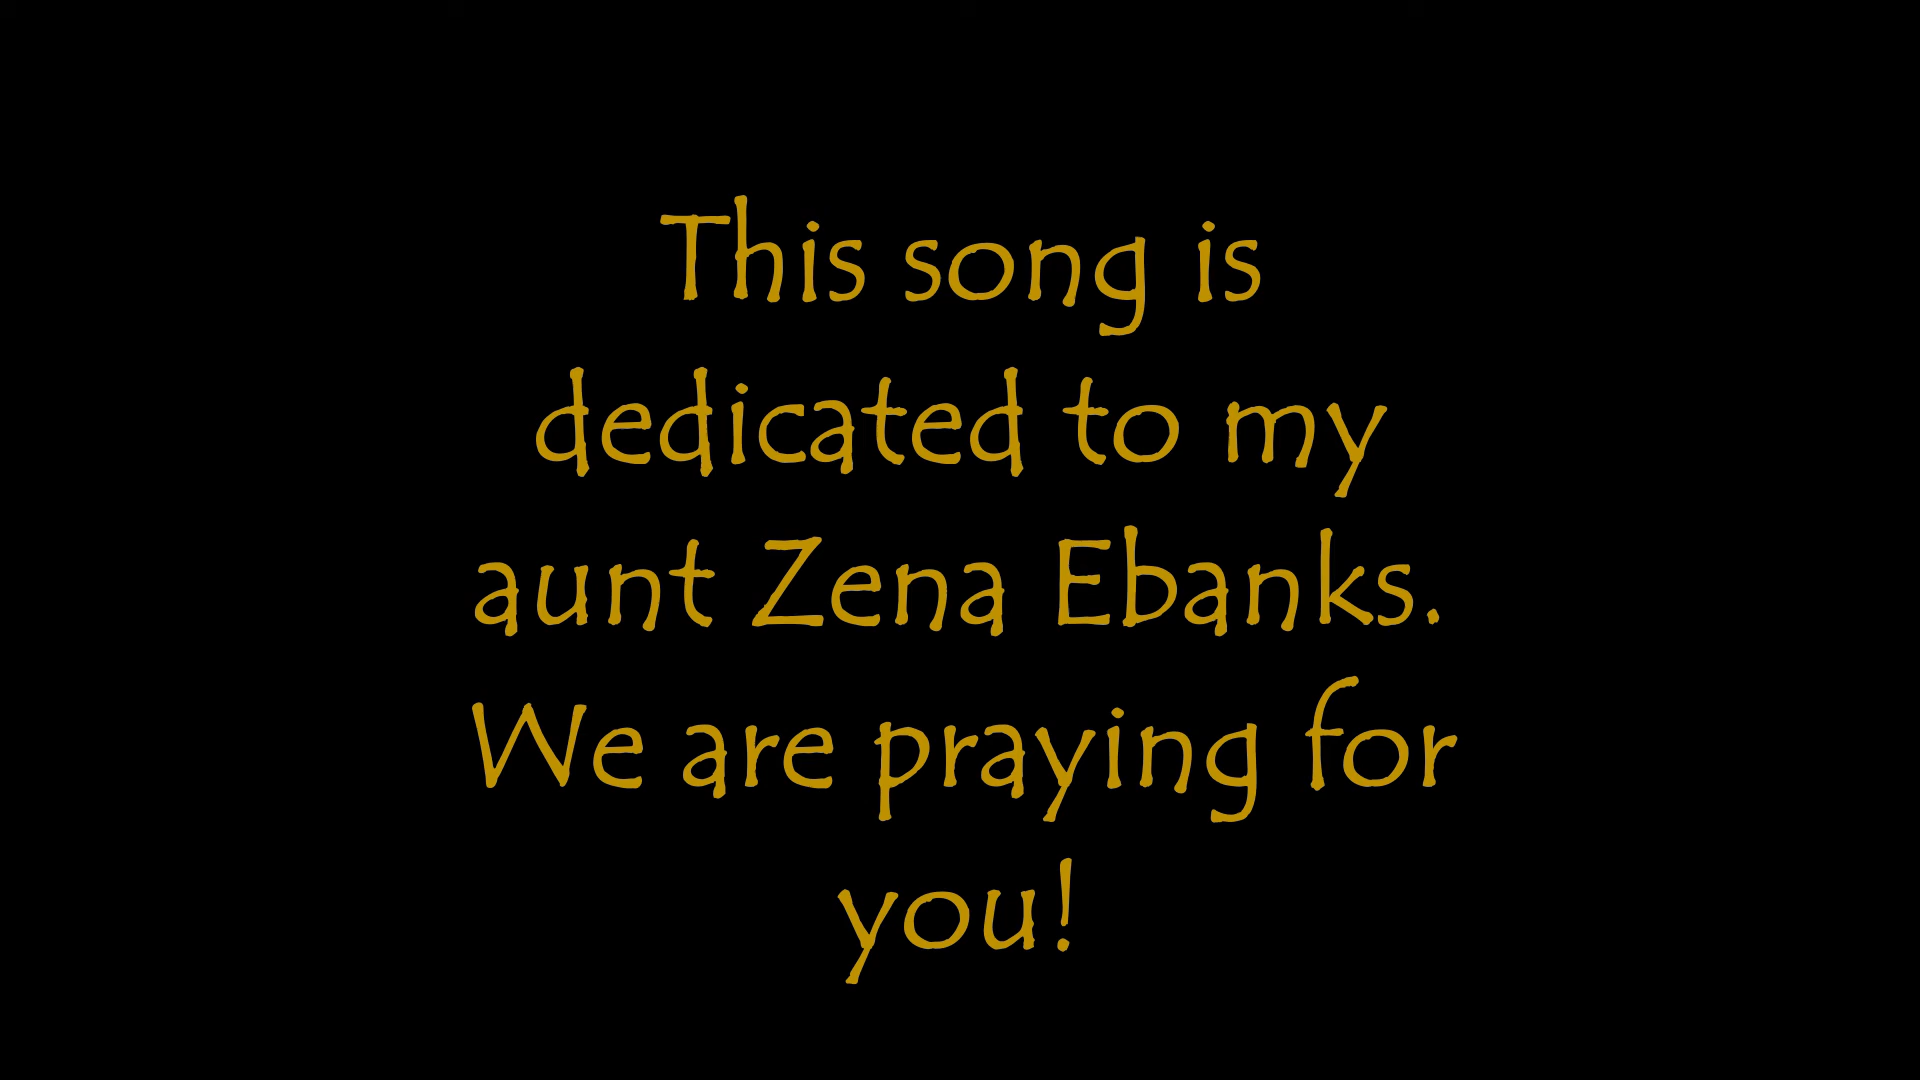 This song is
dedicated to my
aunt Zena Ebanks.
We are praying for
you!